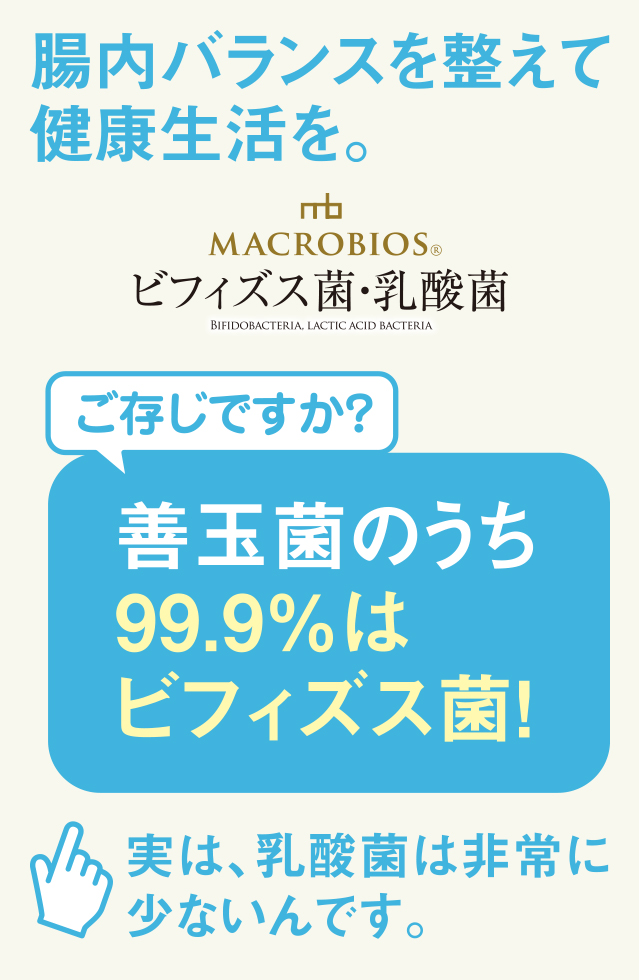 腸内バランスを整えて
健康生活を。
mb
MACROBIOS®
ビフィズス菌・乳酸菌
BIFIDOBACTERIA, LACTIC ACID BACTERIA
ご存じですか?
善玉菌のうち
99.9%は
ビフィズス菌!
実は、乳酸菌は非常に
少ないんです。